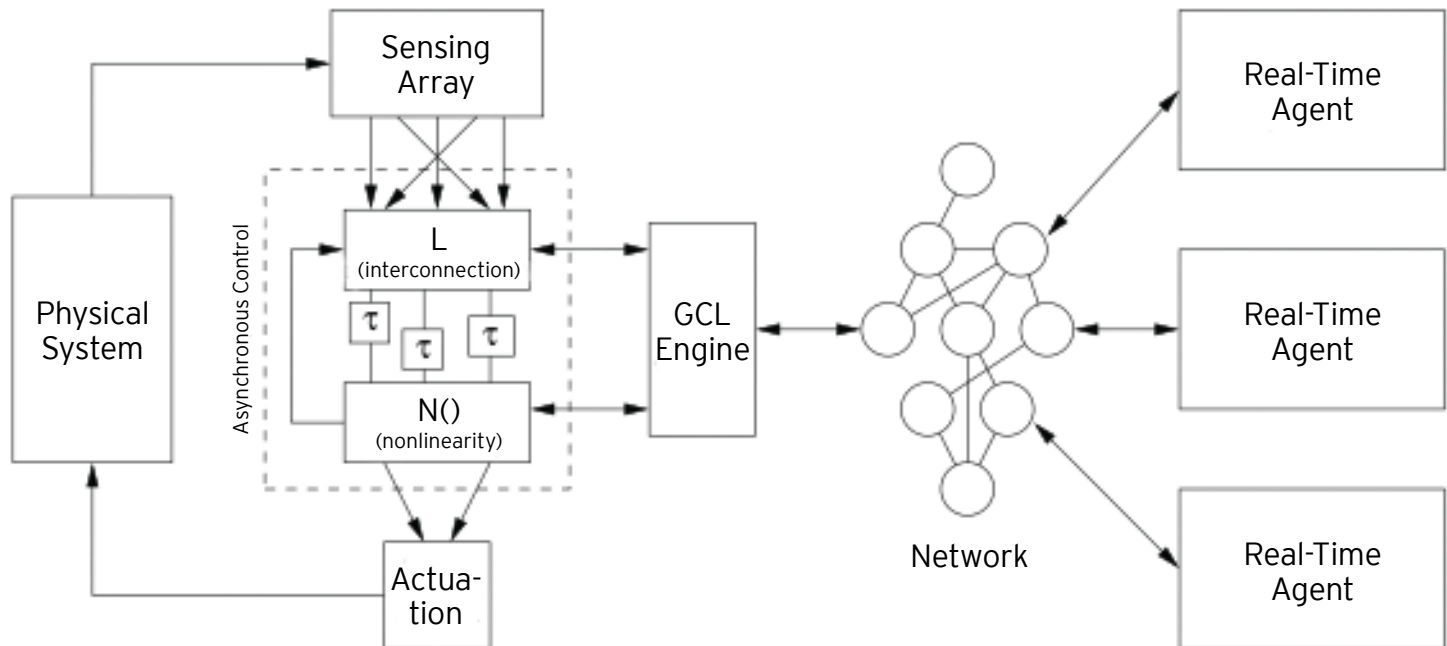 Sensing
Array
Asynchronous Control
L
(interconnection)
τ
τ
τ
N()
(nonlinearity)
Physical
System
Actua-
tion
GCL
Engine
Network
Real-Time
Agent
Real-Time
Agent
Real-Time
Agent